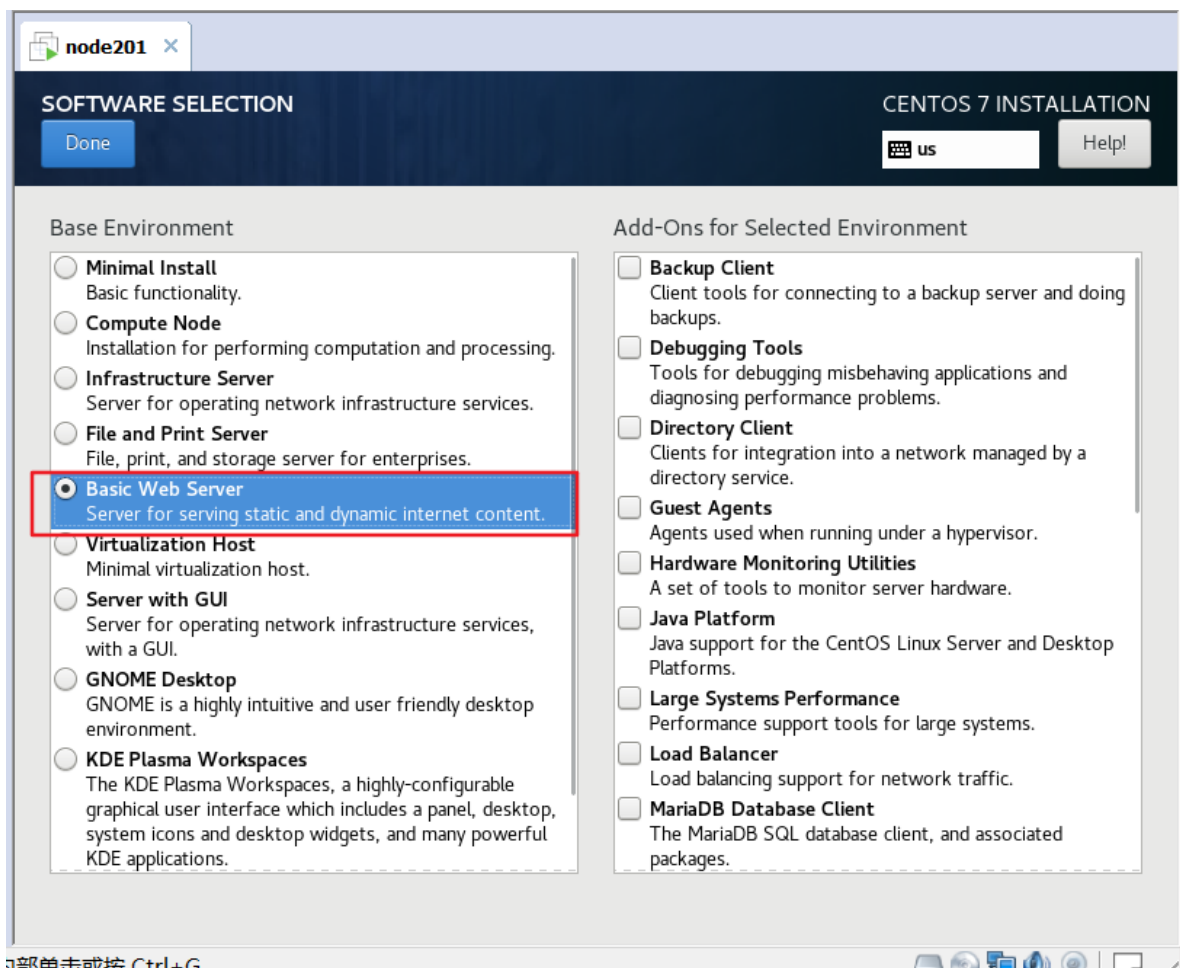 node201
SOFTWARE SELECTION
CENTOS 7 INSTALLATION
Done
us
Help!
Base Environment
Minimal Install
Basic functionality.
Compute Node
Installation for performing computation and processing.
Infrastructure Server
Server for operating network infrastructure services.
File and Print Server
File, print, and storage server for enterprises.
Basic Web Server
Server for serving static and dynamic internet content.
Virtualization Host
Minimal virtualization host.
Server with GUI
Server for operating network infrastructure services,
with a GUI.
GNOME Desktop
GNOME is a highly intuitive and user friendly desktop
environment.
KDE Plasma Workspaces
The KDE Plasma Workspaces, a highly-configurable
graphical user interface which includes a panel, desktop,
system icons and desktop widgets, and many powerful
KDE applications.
Add-Ons for Selected Environment
Backup Client
Client tools for connecting to a backup server and doing
backups.
Debugging Tools
Tools for debugging misbehaving applications and
diagnosing performance problems.
Directory Client
Clients for integration into a network managed by a
directory service.
Guest Agents
Agents used when running under a hypervisor.
Hardware Monitoring Utilities
A set of tools to monitor server hardware.
Java Platform
Java support for the CentOS Linux Server and Desktop
Platforms.
Large Systems Performance
Performance support tools for large systems.
Load Balancer
Load balancing support for network traffic.
MariaDB Database Client
The MariaDB SQL database client, and associated
packages.
部单击或按 Ctrl+G